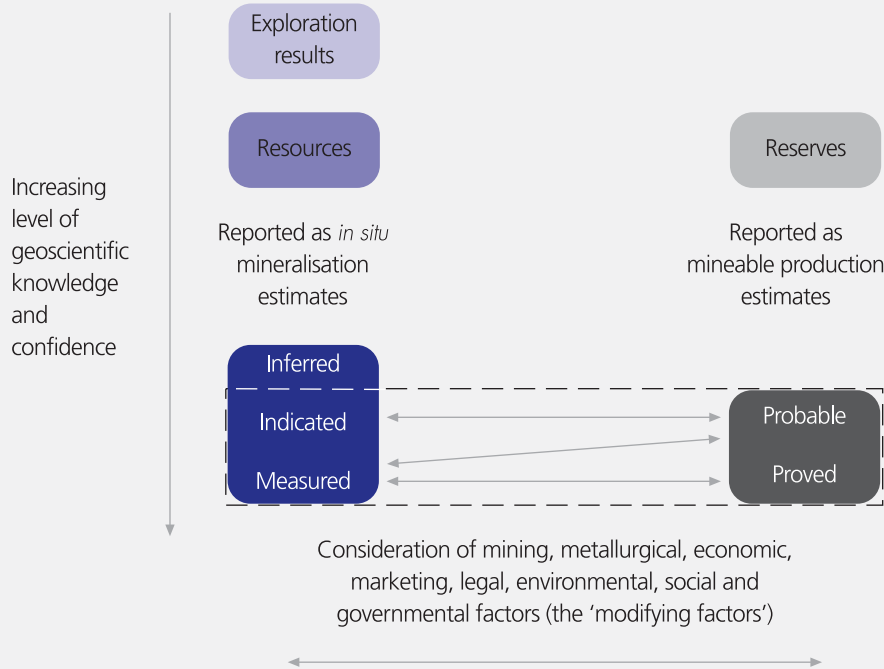 Exploration
results
Resources
Reserves
Increasing
level of
geoscientific
knowledge
and
confidence
Reported as in situ
mineralisation
estimates
Reported as
mineable production
estimates
Inferred
Indicated
Measured
Probable
Proved
Consideration of mining, metallurgical, economic,
marketing, legal, environmental, social and
governmental factors (the ‘modifying factors’)